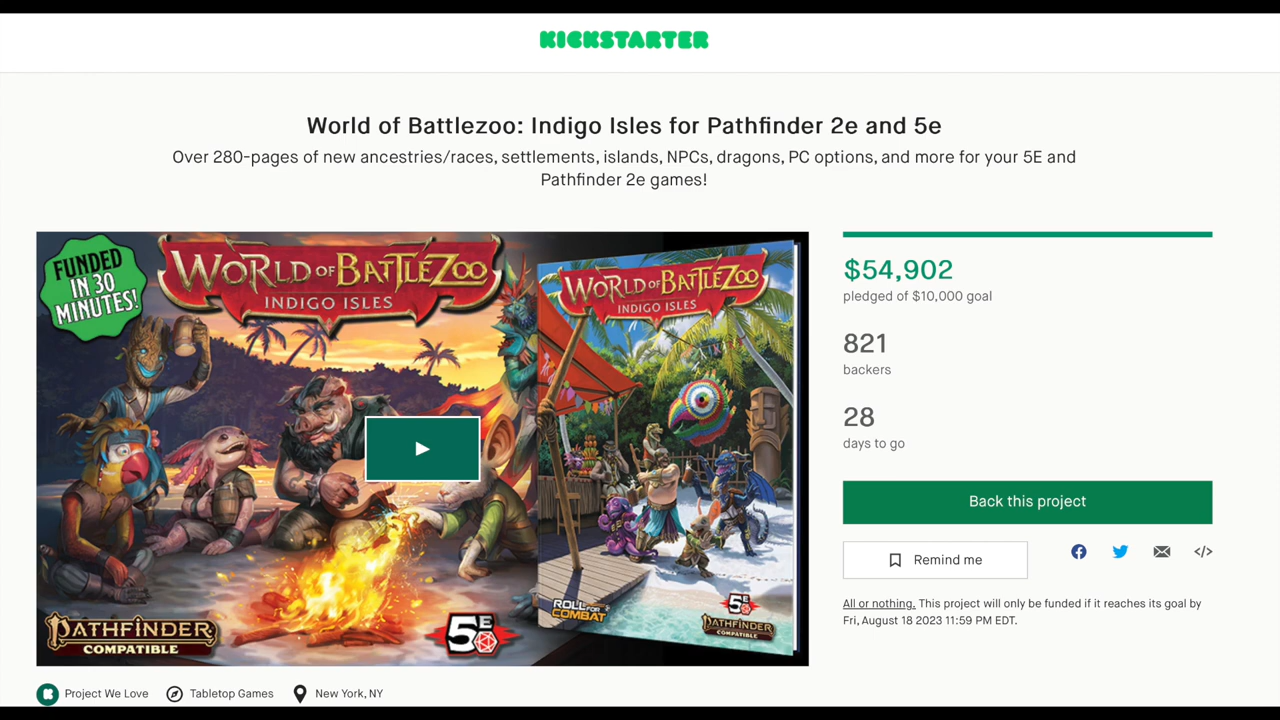 KICKSTARTER
World of Battlezoo: Indigo Isles for Pathfinder 2e and 5e
Over 280-pages of new ancestries/races, settlements, islands, NPCs, dragons, PC options, and more for your 5E and
Pathfinder 2e games!
FUNDED
IN 30
MINUTES!
WORLD OF BATTLEZOO
INDIGO ISLES
PATHFINDER
COMPATIBLE
5E
WORLD OF BATTLEZOO
INDIGO ISLES
ROLL FOR
COMBAT
5E
PATHFINDER
COMPATIBLE
$54,902
pledged of $10,000 goal
821
backers
28
days to go
Back this project
Remind me
All or nothing. This project will only be funded if it reaches its goal by
Fri, August 18 2023 11:59 PM EDT.
Project We Love
Tabletop Games
New York, NY